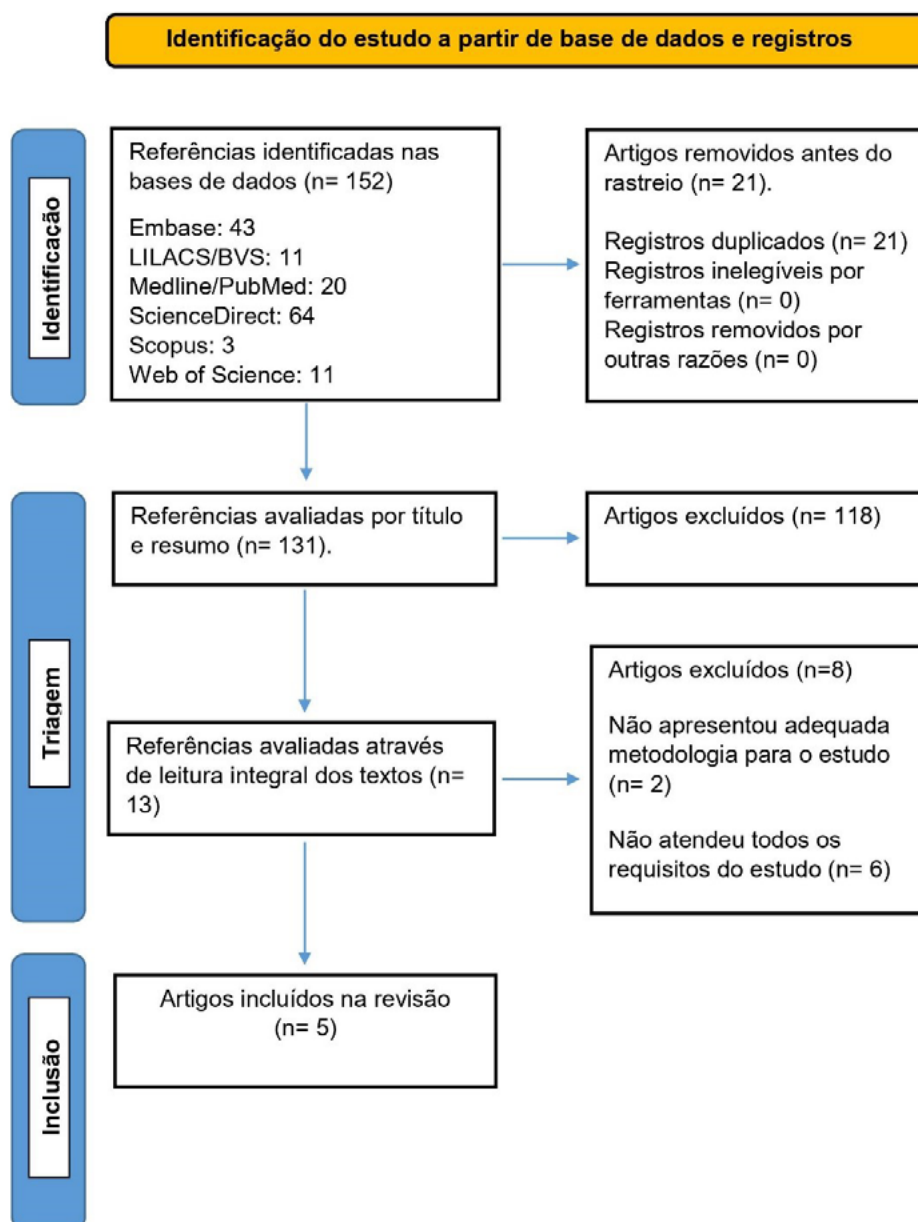 Identificação do estudo a partir de base de dados e registros
Identificação
Referências identificadas nas
bases de dados (n= 152)
Embase: 43
LILACS/BVS: 11
Medline/PubMed: 20
ScienceDirect: 64
Scopus: 3
Web of Science: 11
Artigos removidos antes do
rastreio (n= 21).
Registros duplicados (n= 21)
Registros inelegíveis por
ferramentas (n= 0)
Registros removidos por
outras razões (n= 0)
Triagem
Referências avaliadas por título
e resumo (n= 131).
Artigos excluídos (n= 118)
Referências avaliadas através
de leitura integral dos textos (n=
13)
Artigos excluídos (n=8)
Não apresentou adequada
metodologia para o estudo
(n= 2)
Não atendeu todos os
requisitos do estudo (n= 6)
Inclusão
Artigos incluídos na revisão
(n= 5)